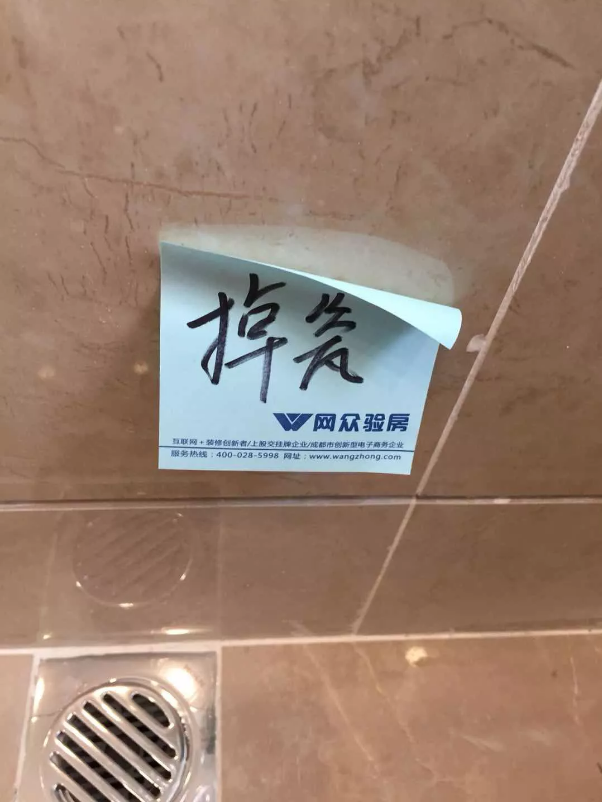 掉瓷
网众验房
互联网+装修创新者/上股交挂牌企业/成都市创新型电子商务企业
服务热线:400-028-5998 网址:www.wangzhong.com